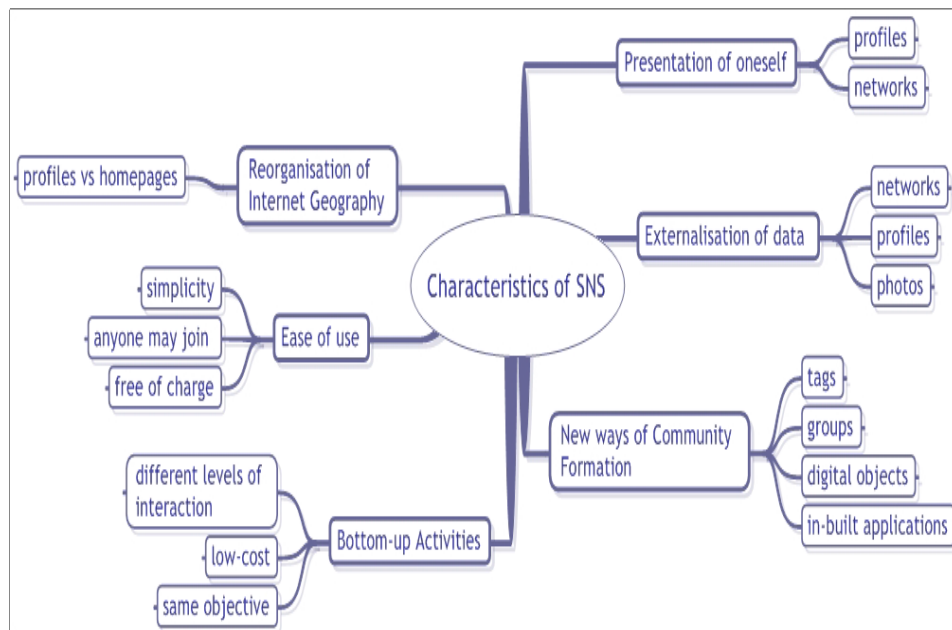 Characteristics of SNS
Presentation of oneself
profiles
networks
Externalisation of data
networks
profiles
photos
New ways of Community
Formation
tags
groups
digital objects
in-built applications
Reorganisation of
Internet Geography
profiles vs homepages
Ease of use
simplicity
anyone may join
free of charge
Bottom-up Activities
different levels of
interaction
low-cost
same objective